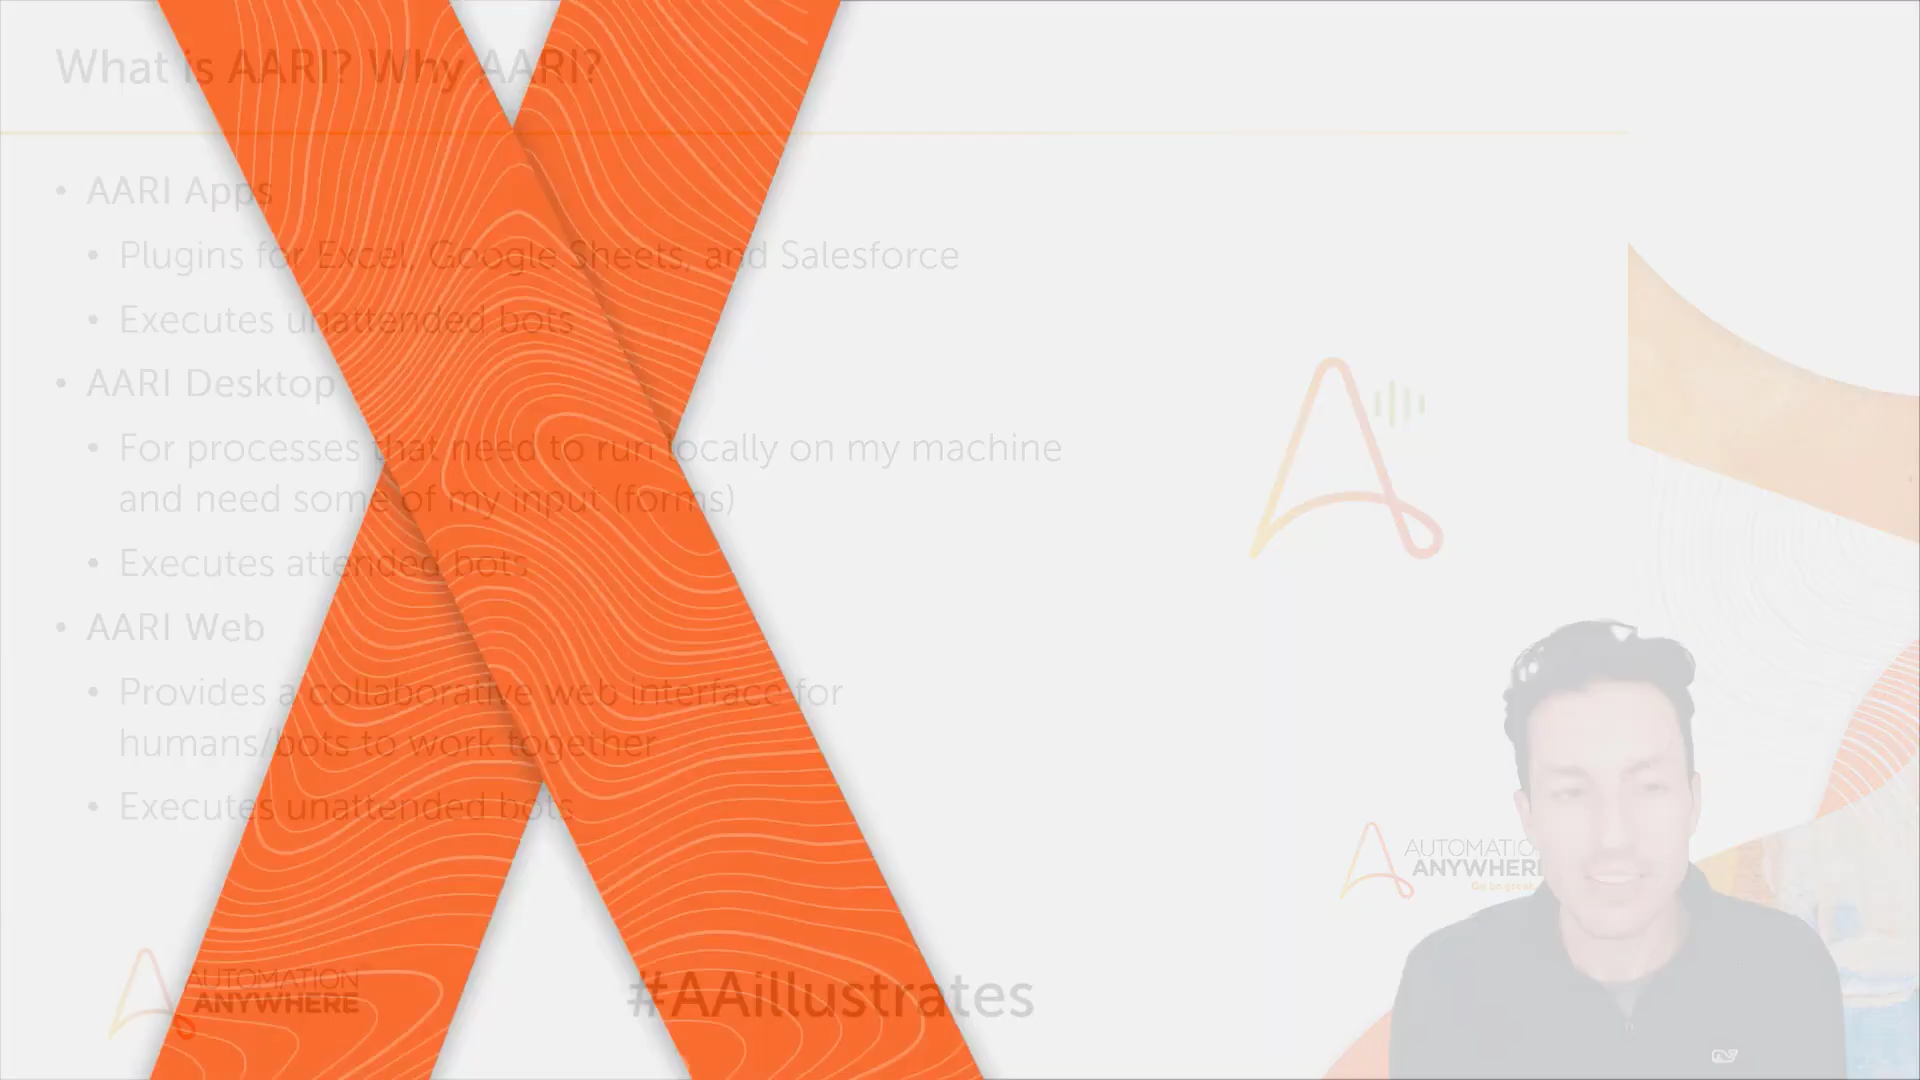 What is AARI? Why AARI?
• AARI Apps
• Plugins for Excel, Google Sheets, and Salesforce
• Executes unattended bots
• AARI Desktop
• For processes that need to run locally on my machine
and need some of my input (forms)
• Executes attended bots
• AARI Web
• Provides a collaborative web interface for
humans/bots to work together
• Executes unattended bots
AUTOMATION
ANYWHERE
Go be great.
AUTOMATION
ANYWHERE
#AAillustrates